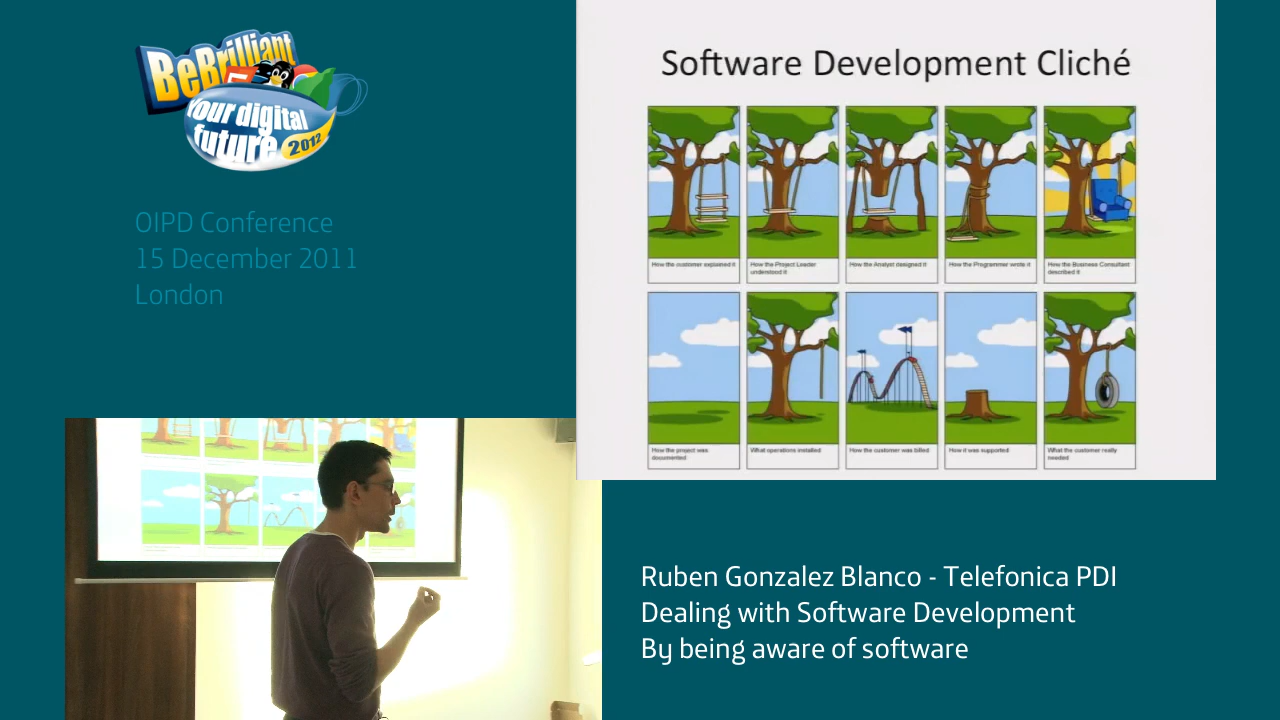 BeBrilliant
Your digital
future
2012
OIPD Conference
15 December 2011
London
Software Development Cliché
How the customer explained it
How the Project Leader
understood it
How the Analyst designed it
How the Programmer wrote it
How the Business Consultant
described it
How the project was
documented
What operations installed
How the customer was billed
How it was supported
What the customer really
needed
Ruben Gonzalez Blanco - Telefonica PDI
Dealing with Software Development
By being aware of software